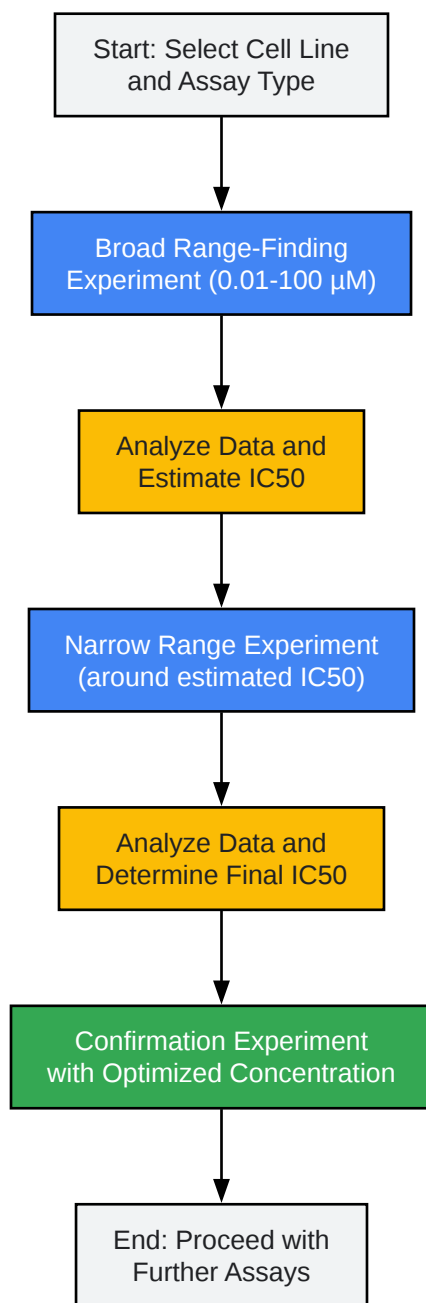 Start: Select Cell Line
and Assay Type
Broad Range-Finding
Experiment (0.01-100 µM)
Analyze Data and
Estimate IC50
Narrow Range Experiment
(around estimated IC50)
Analyze Data and
Determine Final IC50
Confirmation Experiment
with Optimized Concentration
End: Proceed with
Further Assays